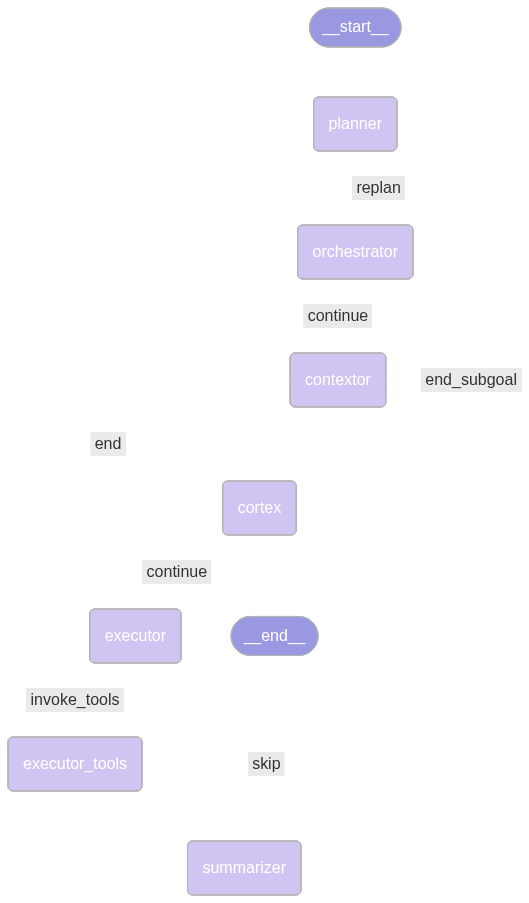 __start__
planner
replan
orchestrator
continue
contextor
end_subgoal
end
cortex
continue
executor
__end__
invoke_tools
executor_tools
skip
summarizer